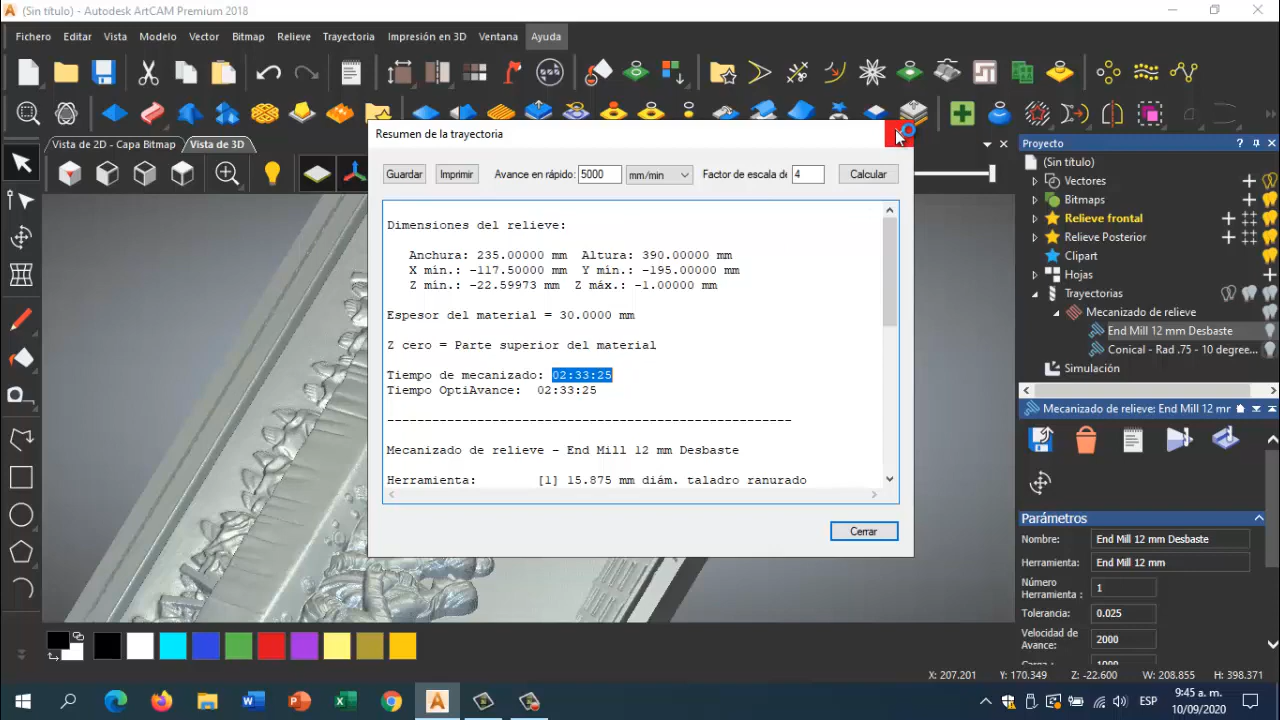 (Sin título) - Autodesk ArtCAM Premium 2018
Fichero Editar Vista Modelo Vector Bitmap Relieve Trayectoria Impresión en 3D Ventana Ayuda
Vista de 2D - Capa Bitmap Vista de 3D
Resumen de la trayectoria
Guardar Imprimir Avance en rápido: 5000 mm/min Factor de escala de 4 Calcular
Dimensiones del relieve:
Anchura: 235.00000 mm Altura: 390.00000 mm
X mín.: -117.50000 mm Y mín.: -195.00000 mm
Z mín.: -22.59973 mm Z máx.: -1.00000 mm
Espesor del material = 30.0000 mm
Z cero = Parte superior del material
Tiempo de mecanizado: 02:33:25
Tiempo OptiAvance: 02:33:25
------------------------------------------------------
Mecanizado de relieve - End Mill 12 mm Desbaste
Herramienta: [1] 15.875 mm diám. taladro ranurado
Cerrar
Proyecto
(Sin título)
Vectores
Bitmaps
Relieve frontal
Relieve Posterior
Clipart
Hojas
Trayectorias
Mecanizado de relieve
End Mill 12 mm Desbaste
Conical - Rad .75 - 10 degree...
Simulación
Mecanizado de relieve: End Mill 12 mr
Parámetros
Nombre: End Mill 12 mm Desbaste
Herramienta: End Mill 12 mm
Número Herramienta : 1
Tolerancia: 0.025
Velocidad de Avance: 2000
X: 207.201 Y: 170.349 Z: -22.600 W: 208.855 H: 398.371
ESP
9:45 a. m.
10/09/2020